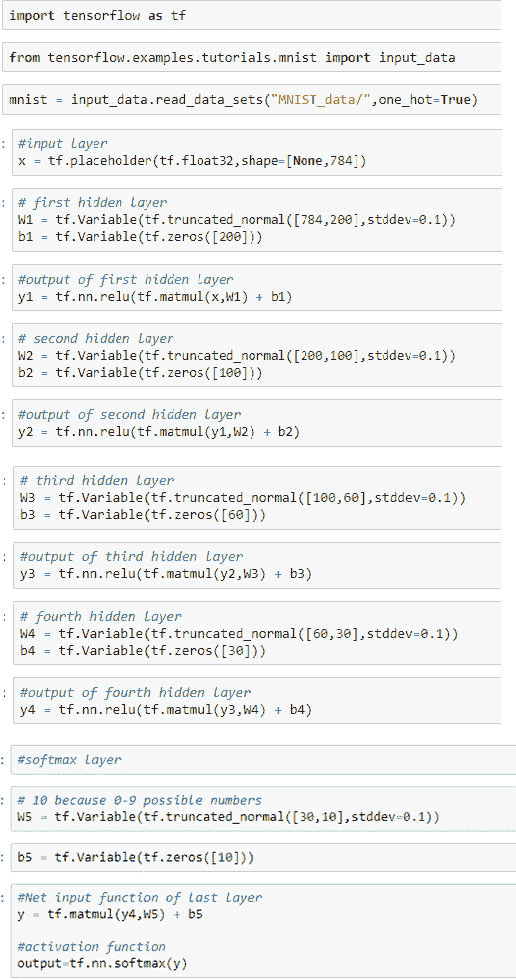 import tensorflow as tf
from tensorflow.examples.tutorials.mnist import input_data
mnist = input_data.read_data_sets("MNIST_data/",one_hot=True)
#input layer
x = tf.placeholder(tf.float32,shape=[None,784])
# first hidden layer
W1 = tf.Variable(tf.truncated_normal([784,200],stddev=0.1))
b1 = tf.Variable(tf.zeros([200]))
#output of first hidden layer
y1 = tf.nn.relu(tf.matmul(x,W1) + b1)
# second hidden layer
W2 = tf.Variable(tf.truncated_normal([200,100],stddev=0.1))
b2 = tf.Variable(tf.zeros([100]))
#output of second hidden layer
y2 = tf.nn.relu(tf.matmul(y1,W2) + b2)
# third hidden layer
W3 = tf.Variable(tf.truncated_normal([100,60],stddev=0.1))
b3 = tf.Variable(tf.zeros([60]))
#output of third hidden layer
y3 = tf.nn.relu(tf.matmul(y2,W3) + b3)
# fourth hidden layer
W4 = tf.Variable(tf.truncated_normal([60,30],stddev=0.1))
b4 = tf.Variable(tf.zeros([30]))
#output of fourth hidden layer
y4 = tf.nn.relu(tf.matmul(y3,W4) + b4)
#softmax layer
# 10 because 0-9 possible numbers
W5 = tf.Variable(tf.truncated_normal([30,10],stddev=0.1))
b5 = tf.Variable(tf.zeros([10]))
#Net input function of last layer
y = tf.matmul(y4,W5) + b5
#activation function
output=tf.nn.softmax(y)